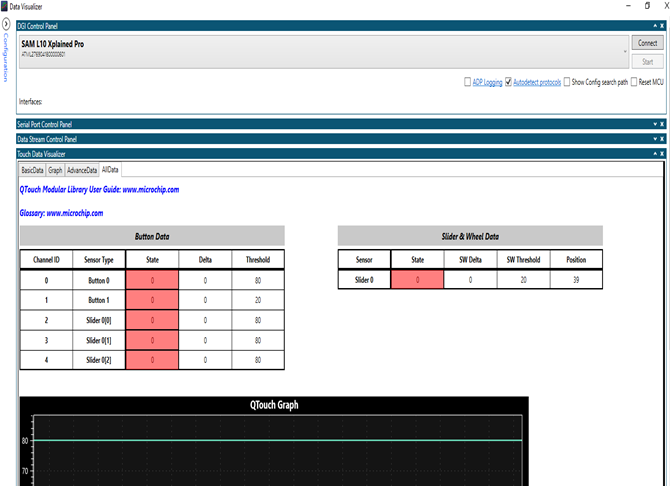 Data Visualizer
Configuration
DGI Control Panel
SAM L10 Xplained Pro
Connect
Start
ADP Logging Autodetect protocols Show Config search path Reset MCU
Interfaces:
Serial Port Control Panel
Data Stream Control Panel
Touch Data Visualizer
BasicData Graph AdvanceData AllData
QTouch Modular Library User Guide: www.microchip.com
Glossary: www.microchip.com
Button Data
Channel ID Sensor Type State Delta Threshold
0 Button 0 0 0 80
1 Button 1 0 0 20
2 Slider 0[0] 0 0 80
3 Slider 0[1] 0 0 80
4 Slider 0[2] 0 0 80
Slider & Wheel Data
Sensor State SW Delta SW Threshold Position
Slider 0 0 0 20 39
QTouch Graph
80
70